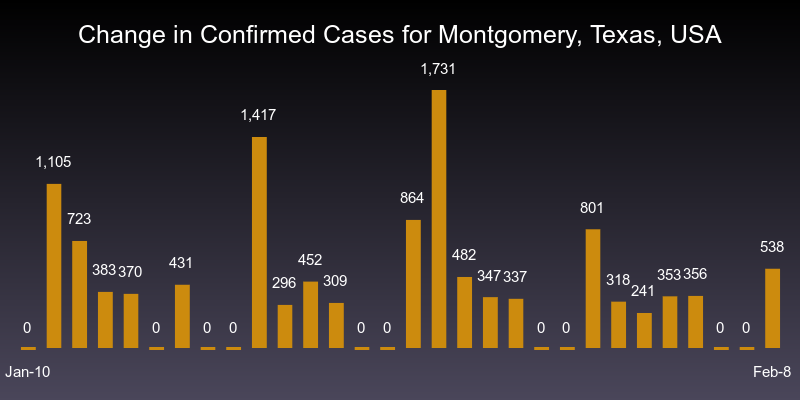 Change in Confirmed Cases for Montgomery, Texas, USA
0 1,105 723 383 370 0 431 0 0 1,417 296 452 309 0 0 864 1,731 482 347 337 0 0 801 318 241 353 356 0 0 538
Jan-10 Feb-8